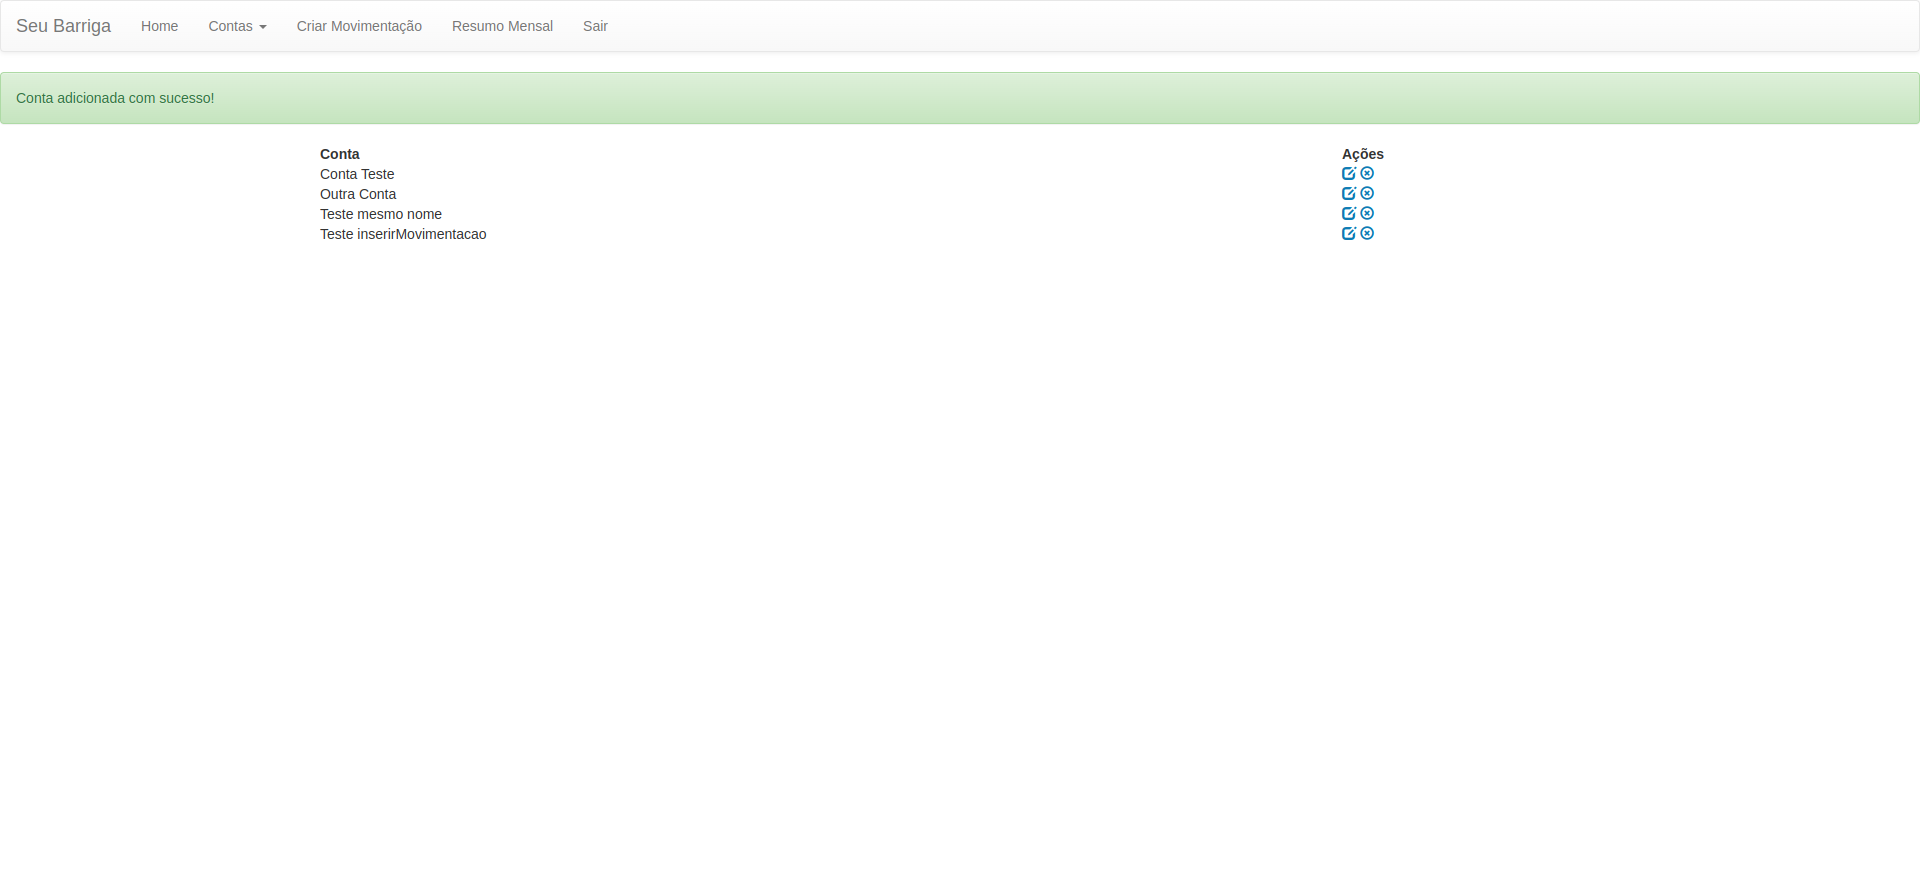 Seu Barriga Home Contas Criar Movimentação Resumo Mensal Sair
Conta adicionada com sucesso!
Conta Ações
Conta Teste
Outra Conta
Teste mesmo nome
Teste inserirMovimentacao